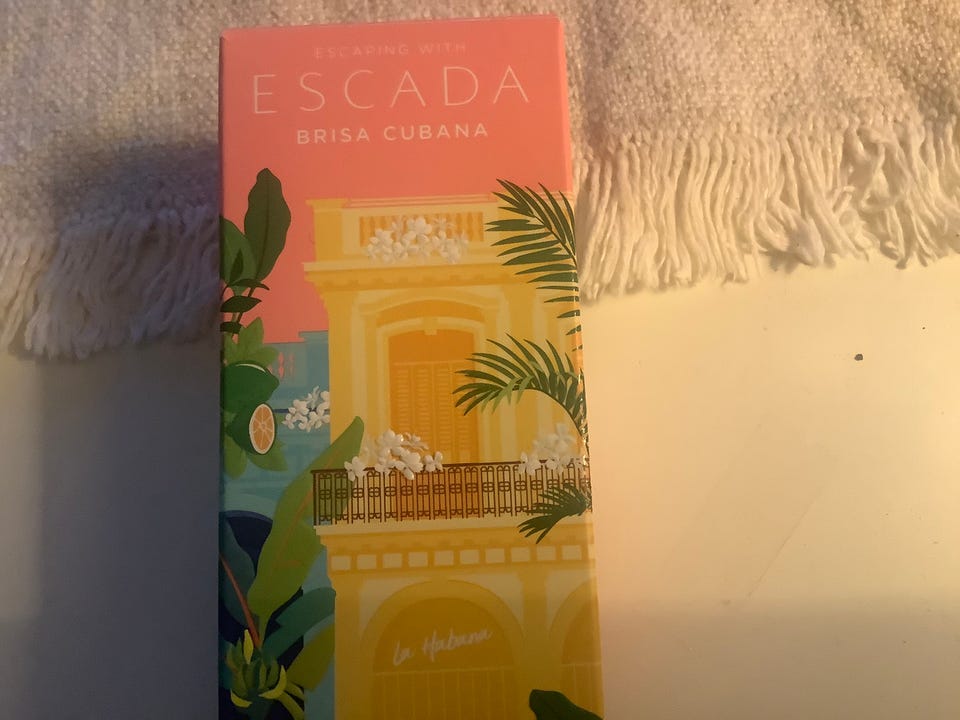 ESCAPING WITH
ESCADA
BRISA CUBANA
La Habana